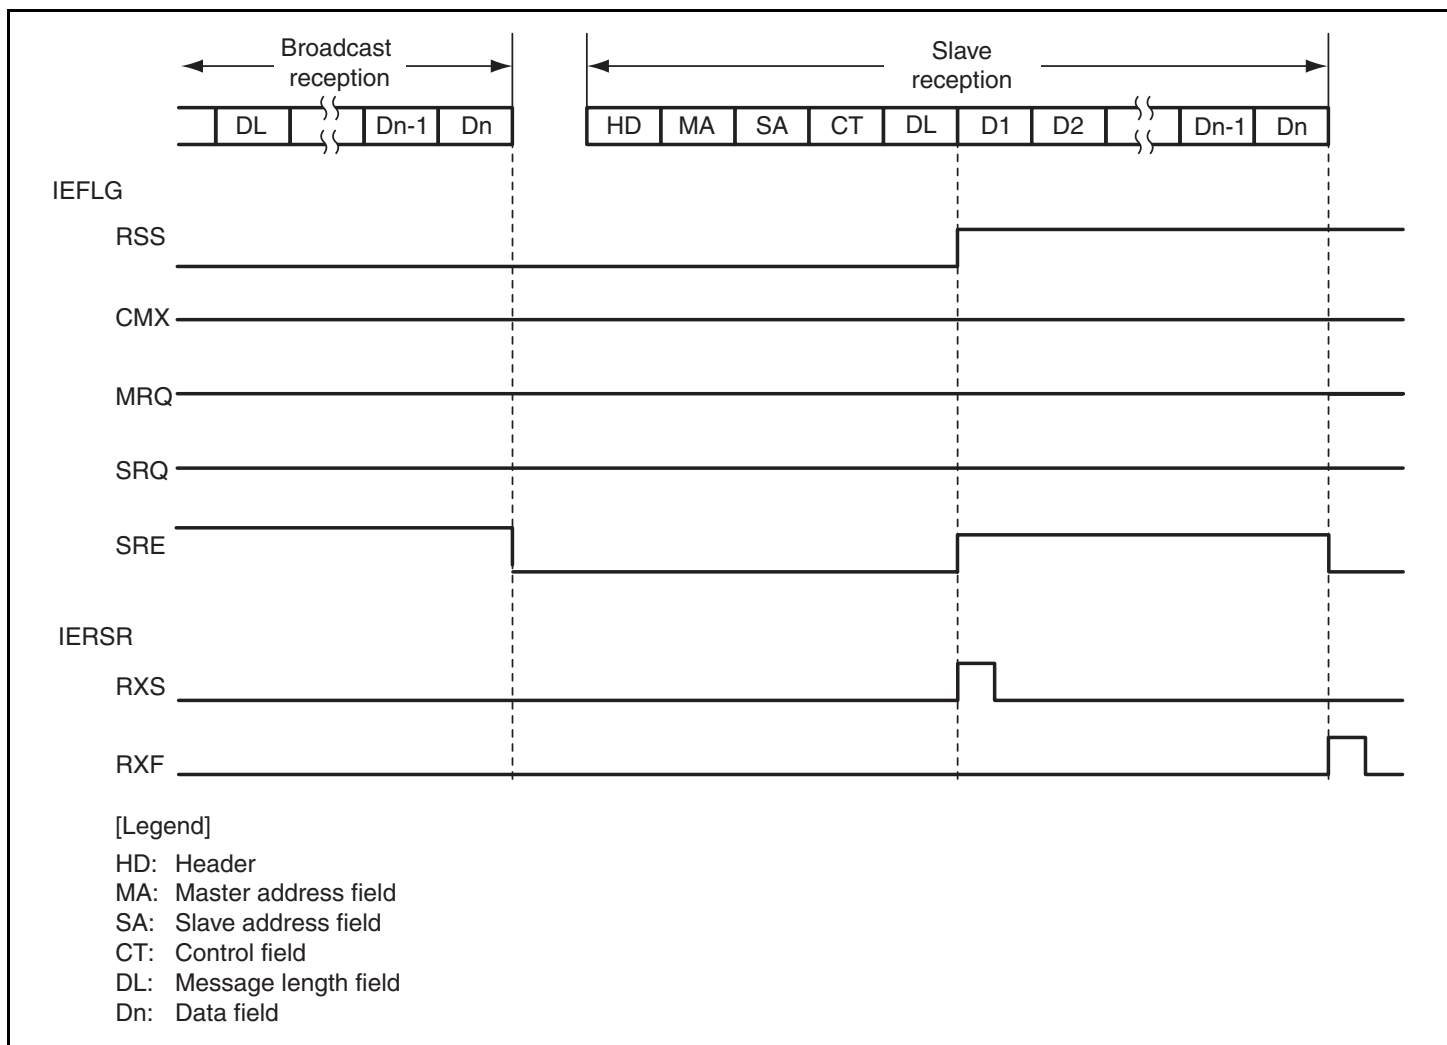 Broadcast
reception
Slave
reception
DL Dn-1 Dn HD MA SA CT DL D1 D2 Dn-1 Dn
IEFLG
RSS
CMX
MRQ
SRQ
SRE
IERSR
RXS
RXF
[Legend]
HD: Header
MA: Master address field
SA: Slave address field
CT: Control field
DL: Message length field
Dn: Data field